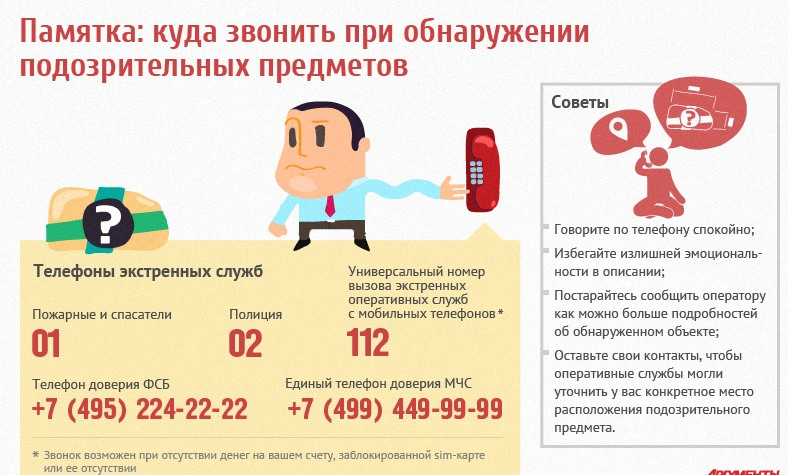 Памятка: куда звонить при обнаружении
подозрительных предметов
?
Телефоны экстренных служб
Пожарные и спасатели
01
Полиция
02
Универсальный номер
вызова экстренных
оперативных служб
с мобильных телефонов*
112
Телефон доверия ФСБ
+7 (495) 224-22-22
Единый телефон доверия МЧС
+7 (499) 449-99-99
* Звонок возможен при отсутствии денег на вашем счету, заблокированной sim-карте
или ее отсутствии
Советы
?
Говорите по телефону спокойно;
Избегайте излишней эмоциональ-
ности в описании;
Постарайтесь сообщить оператору
как можно больше подробностей
об обнаруженном объекте;
Оставьте свои контакты, чтобы
оперативные службы могли
уточнить у вас конкретное место
расположения подозрительного
предмета.
АРГУМЕНТЫ